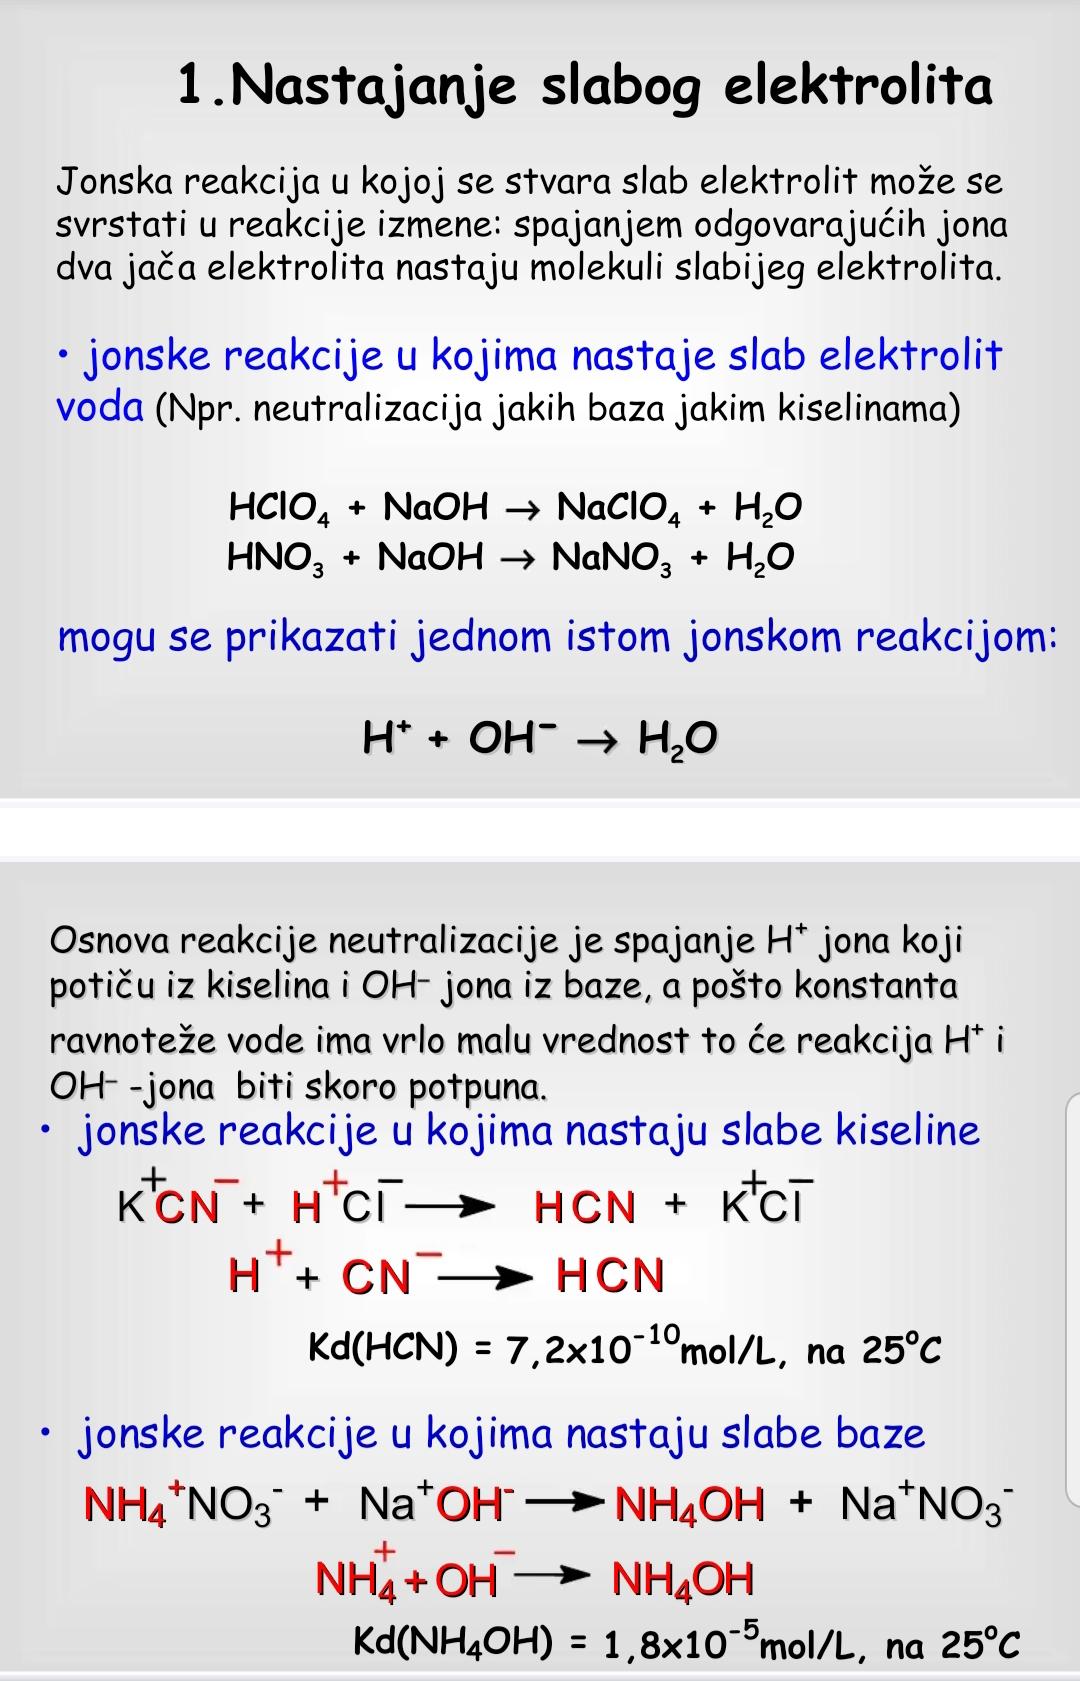 1.Nastajanje slabog elektrolita
Jonska reakcija u kojoj se stvara slab elektrolit može se
svrstati u reakcije izmene: spajanjem odgovarajućih jona
dva jača elektrolita nastaju molekuli slabijeg elektrolita.
• jonske reakcije u kojima nastaje slab elektrolit
voda (Npr. neutralizacija jakih baza jakim kiselinama)
HClO₄ + NaOH → NaClO₄ + H₂O
HNO₃ + NaOH → NaNO₃ + H₂O
mogu se prikazati jednom istom jonskom reakcijom:
H⁺ + OH⁻ → H₂O
Osnova reakcije neutralizacije je spajanje H⁺ jona koji
potiču iz kiselina i OH⁻ jona iz baze, a pošto konstanta
ravnoteže vode ima vrlo malu vrednost to će reakcija H⁺ i
OH⁻ -jona biti skoro potpuna.
• jonske reakcije u kojima nastaju slabe kiseline
K⁺CN⁻ + H⁺Cl⁻ → HCN + K⁺Cl⁻
H⁺ + CN⁻ → HCN
Kd(HCN) = 7,2x10⁻¹⁰mol/L, na 25⁰C
• jonske reakcije u kojima nastaju slabe baze
NH₄⁺NO₃⁻ + Na⁺OH⁻ → NH₄OH + Na⁺NO₃⁻
NH₄⁺ + OH⁻ → NH₄OH
Kd(NH₄OH) = 1,8x10⁻⁵mol/L, na 25⁰C